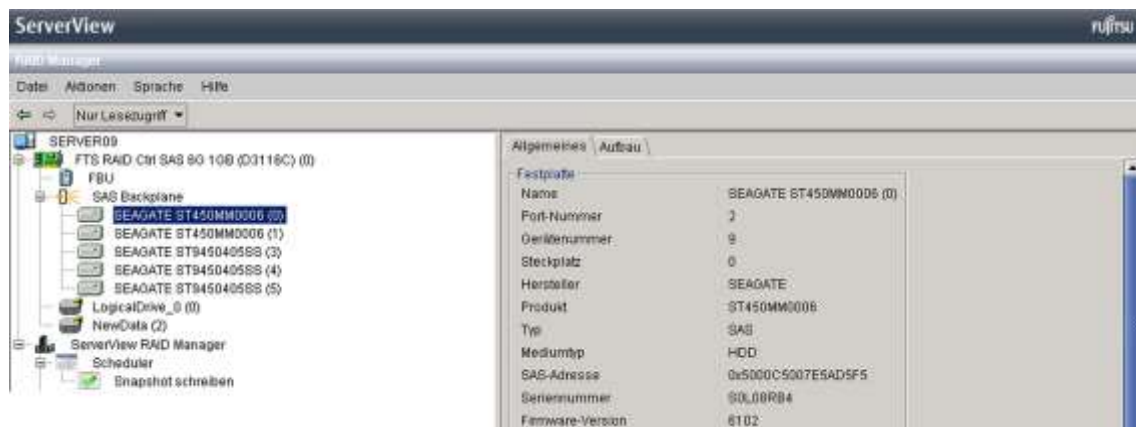 ServerView
FUJITSU
RAID Manager
Datei Aktionen Sprache Hilfe
Nur Lesezugriff
SERVER09
FTS RAID Ctrl SAS 6G 1GB (D3116C) (0)
FBU
SAS Backplane
SEAGATE ST450MM0006 (0)
SEAGATE ST450MM0006 (1)
SEAGATE ST9450405SS (3)
SEAGATE ST9450405SS (4)
SEAGATE ST9450405SS (5)
LogicalDrive_0 (0)
NewData (2)
ServerView RAID Manager
Scheduler
Snapshot schreiben
Allgemeines Aufbau
Festplatte
Name SEAGATE ST450MM0006 (0)
Port-Nummer 2
Gerätenummer 9
Steckplatz 0
Hersteller SEAGATE
Produkt ST450MM0006
Typ SAS
Mediumtyp HDD
SAS-Adresse 0x5000C5007E5AD5F5
Seriennummer S0L08RB4
Firmware-Version 6102